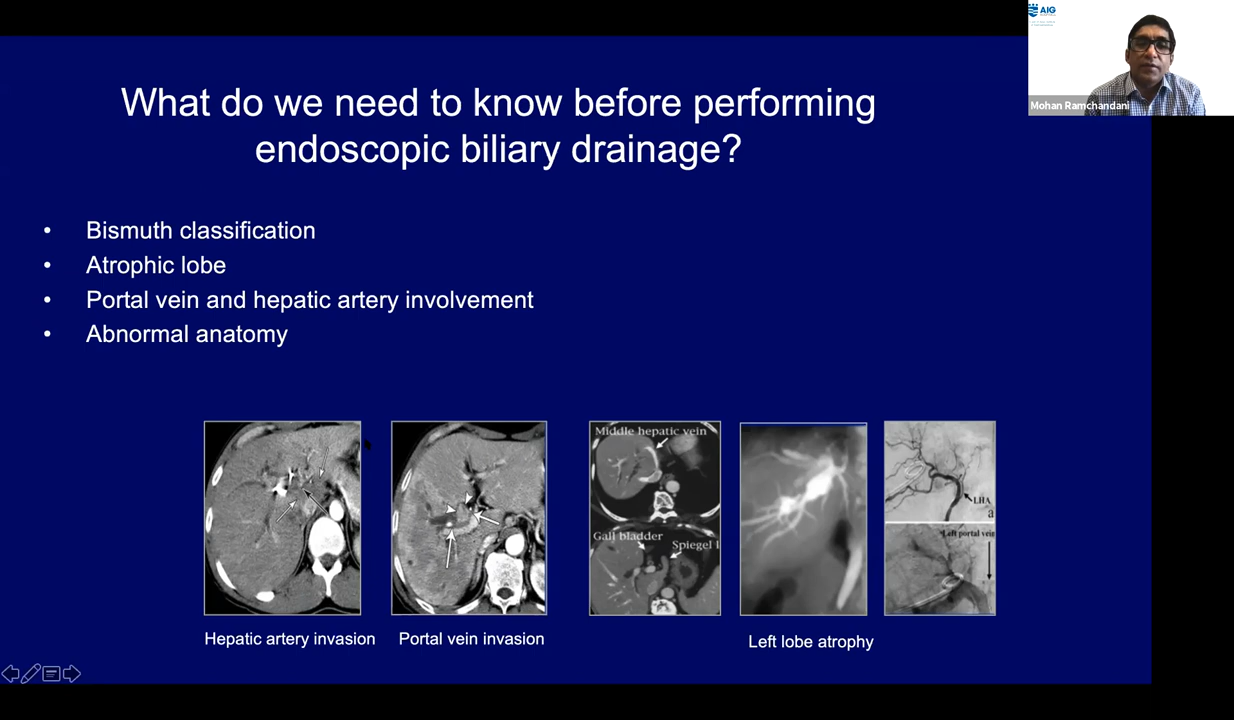 AIG
Mohan Ramchandani
What do we need to know before performing
endoscopic biliary drainage?
• Bismuth classification
• Atrophic lobe
• Portal vein and hepatic artery involvement
• Abnormal anatomy
Middle hepatic vein
Gall bladder
Spiegel l
LHA
a
Left portal vein
Hepatic artery invasion
Portal vein invasion
Left lobe atrophy